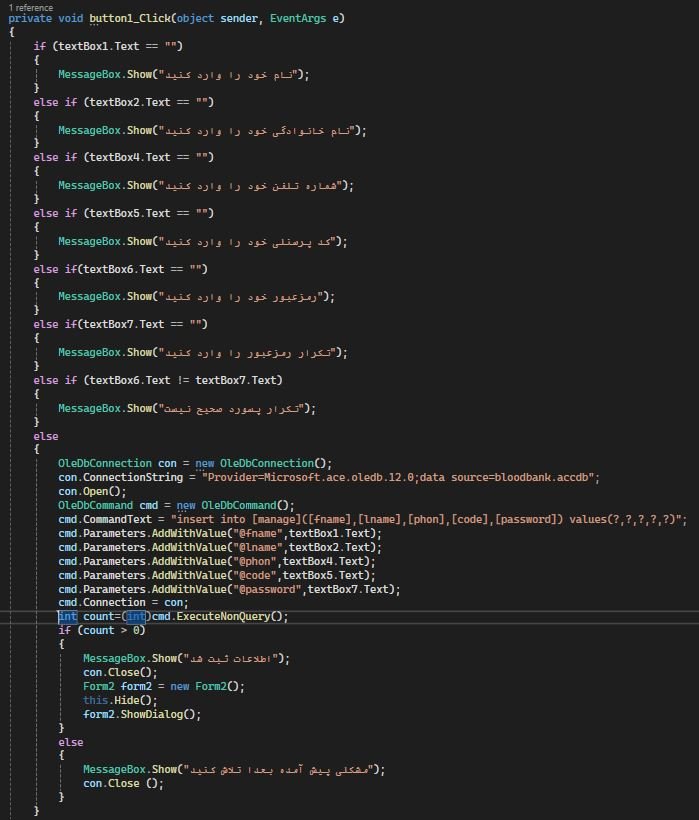 1 reference
private void button1_Click(object sender, EventArgs e)
{
if (textBox1.Text == "")
{
MessageBox.Show("نام خود را وارد کنید");
}
else if (textBox2.Text == "")
{
MessageBox.Show("نام خانوادگی خود را وارد کنید");
}
else if (textBox4.Text == "")
{
MessageBox.Show("شماره تلفن خود را وارد کنید");
}
else if (textBox5.Text == "")
{
MessageBox.Show("کد پرسنلی خود را وارد کنید");
}
else if(textBox6.Text == "")
{
MessageBox.Show("رمزعبور خود را وارد کنید");
}
else if(textBox7.Text == "")
{
MessageBox.Show("تکرار رمزعبور را وارد کنید");
}
else if (textBox6.Text != textBox7.Text)
{
MessageBox.Show("تکرار پسورد صحیح نیست");
}
else
{
OleDbConnection con = new OleDbConnection();
con.ConnectionString = "Provider=Microsoft.ace.oledb.12.0;data source=bloodbank.accdb";
con.Open();
OleDbCommand cmd = new OleDbCommand();
cmd.CommandText = "insert into [manage]([fname],[lname],[phon],[code],[password]) values(?,?,?,?,?)";
cmd.Parameters.AddWithValue("@fname",textBox1.Text);
cmd.Parameters.AddWithValue("@lname",textBox2.Text);
cmd.Parameters.AddWithValue("@phon",textBox4.Text);
cmd.Parameters.AddWithValue("@code",textBox5.Text);
cmd.Parameters.AddWithValue("@password",textBox7.Text);
cmd.Connection = con;
int count=(int)cmd.ExecuteNonQuery();
if (count > 0)
{
MessageBox.Show("اطلاعات ثبت شد");
con.Close();
Form2 form2 = new Form2();
this.Hide();
form2.ShowDialog();
}
else
{
MessageBox.Show("مشکلی پیش آمده بعدا تلاش کنید");
con.Close ();
}
}